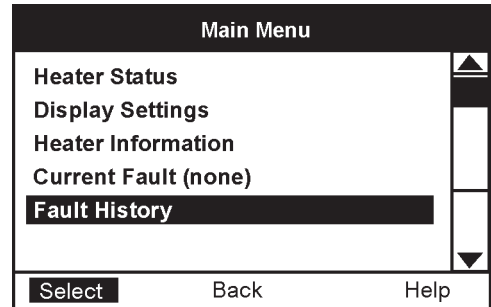 Main Menu
Heater Status
Display Settings
Heater Information
Current Fault (none)
Fault History
Select Back Help